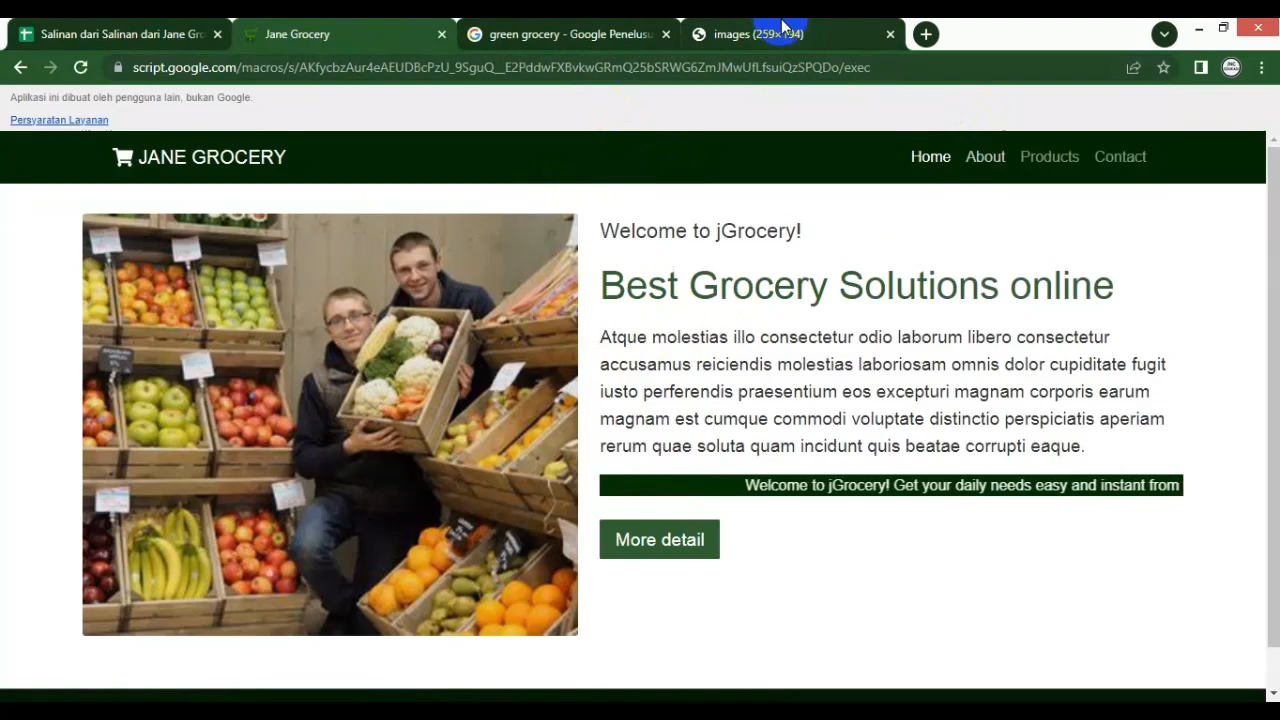 Salinan dari Salinan dari Jane Gro
Jane Grocery
green grocery - Google Penelusu
images (259×194)
script.google.com/macros/s/AKfycbzAur4eAEUDBcPzU_9SguQ__E2PddwFXBvkwGRmQ25bSRWG6ZmJMwUfLfsuiQzSPQDo/exec
Aplikasi ini dibuat oleh pengguna lain, bukan Google.
Persyaratan Layanan
JANE GROCERY
Home About Products Contact
Welcome to jGrocery!
Best Grocery Solutions online
Atque molestias illo consectetur odio laborum libero consectetur
accusamus reiciendis molestias laboriosam omnis dolor cupiditate fugit
iusto perferendis praesentium eos excepturi magnam corporis earum
magnam est cumque commodi voluptate distinctio perspiciatis aperiam
rerum quae soluta quam incidunt quis beatae corrupti eaque.
Welcome to jGrocery! Get your daily needs easy and instant from
More detail